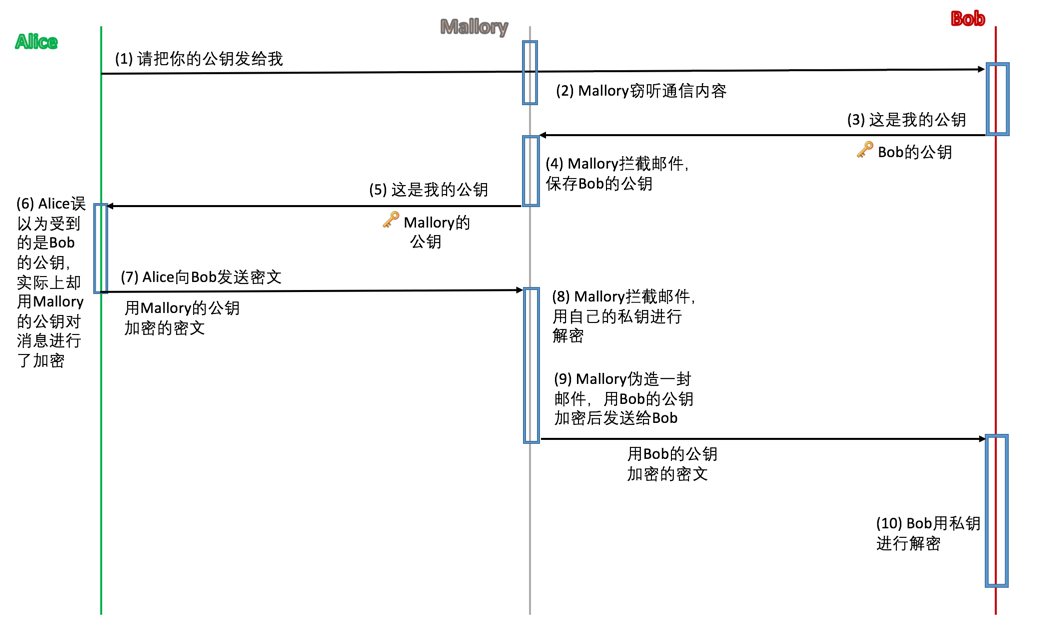 Alice
Mallory
Bob
(1) 请把你的公钥发给我
(2) Mallory窃听通信内容
(3) 这是我的公钥
Bob的公钥
(4) Mallory拦截邮件，
保存Bob的公钥
(5) 这是我的公钥
Mallory的
公钥
(6) Alice误
以为受到
的是Bob
的公钥，
实际上却
用Mallory
的公钥对
消息进行
了加密
(7) Alice向Bob发送密文
用Mallory的公钥
加密的密文
(8) Mallory拦截邮件，
用自己的私钥进行
解密
(9) Mallory伪造一封
邮件，用Bob的公钥
加密后发送给Bob
用Bob的公钥
加密的密文
(10) Bob用私钥
进行解密